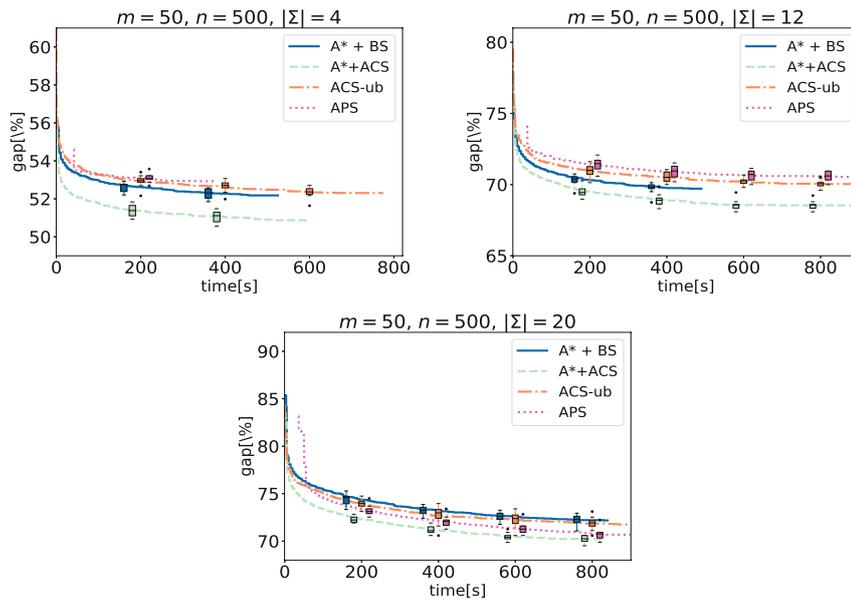 m = 50, n = 500, |Σ| = 4
60
58
56
54
52
50
gap[\%]
0 200 400 600 800
time[s]
A* + BS
A*+ACS
ACS-ub
APS
m = 50, n = 500, |Σ| = 12
80
75
70
65
gap[\%]
0 200 400 600 800
time[s]
A* + BS
A*+ACS
ACS-ub
APS
m = 50, n = 500, |Σ| = 20
90
85
80
75
70
gap[\%]
0 200 400 600 800
time[s]
A* + BS
A*+ACS
ACS-ub
APS